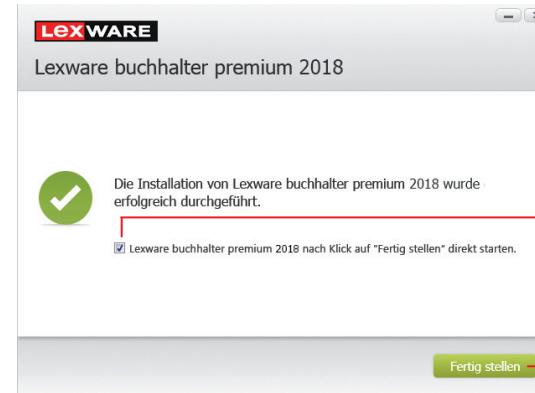 LEXWARE
Lexware buchhalter premium 2018
Die Installation von Lexware buchhalter premium 2018 wurde
erfolgreich durchgeführt.
Lexware buchhalter premium 2018 nach Klick auf "Fertig stellen" direkt starten.
Fertig stellen